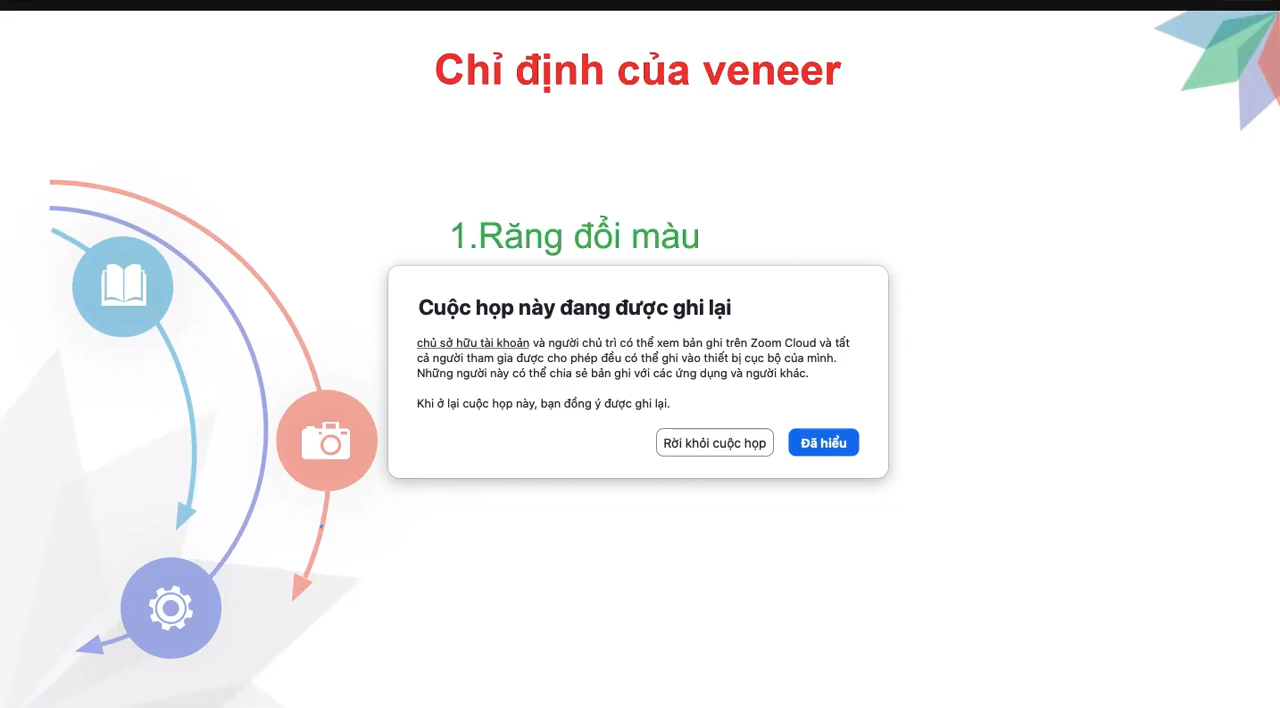 Chỉ định của veneer
1.Răng đổi màu
Cuộc họp này đang được ghi lại
chủ sở hữu tài khoản và người chủ trì có thể xem bản ghi trên Zoom Cloud và tất
cả người tham gia được cho phép đều có thể ghi vào thiết bị cục bộ của mình.
Những người này có thể chia sẻ bản ghi với các ứng dụng và người khác.
Khi ở lại cuộc họp này, bạn đồng ý được ghi lại.
Rời khỏi cuộc họp
Đã hiểu